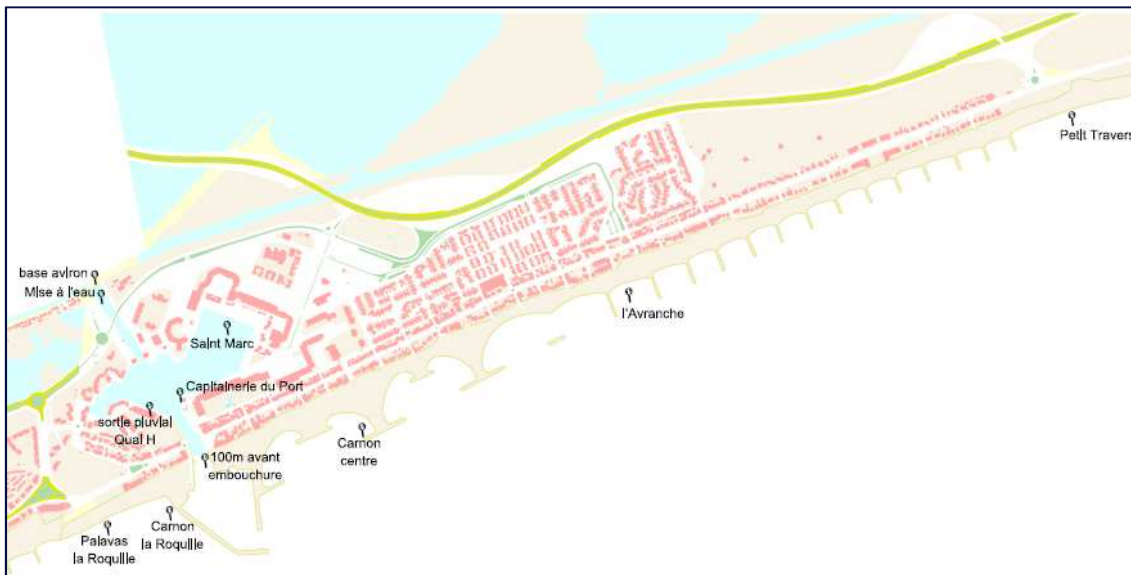 Petit Travers
base aviron
Mise à l'eau
l'Avranche
Saint Marc
Capitainerie du Port
sortie pluvial
Quai H
Carnon
centre
100m avant
embouchure
Palavas
la Roquille
Carnon
la Roquille